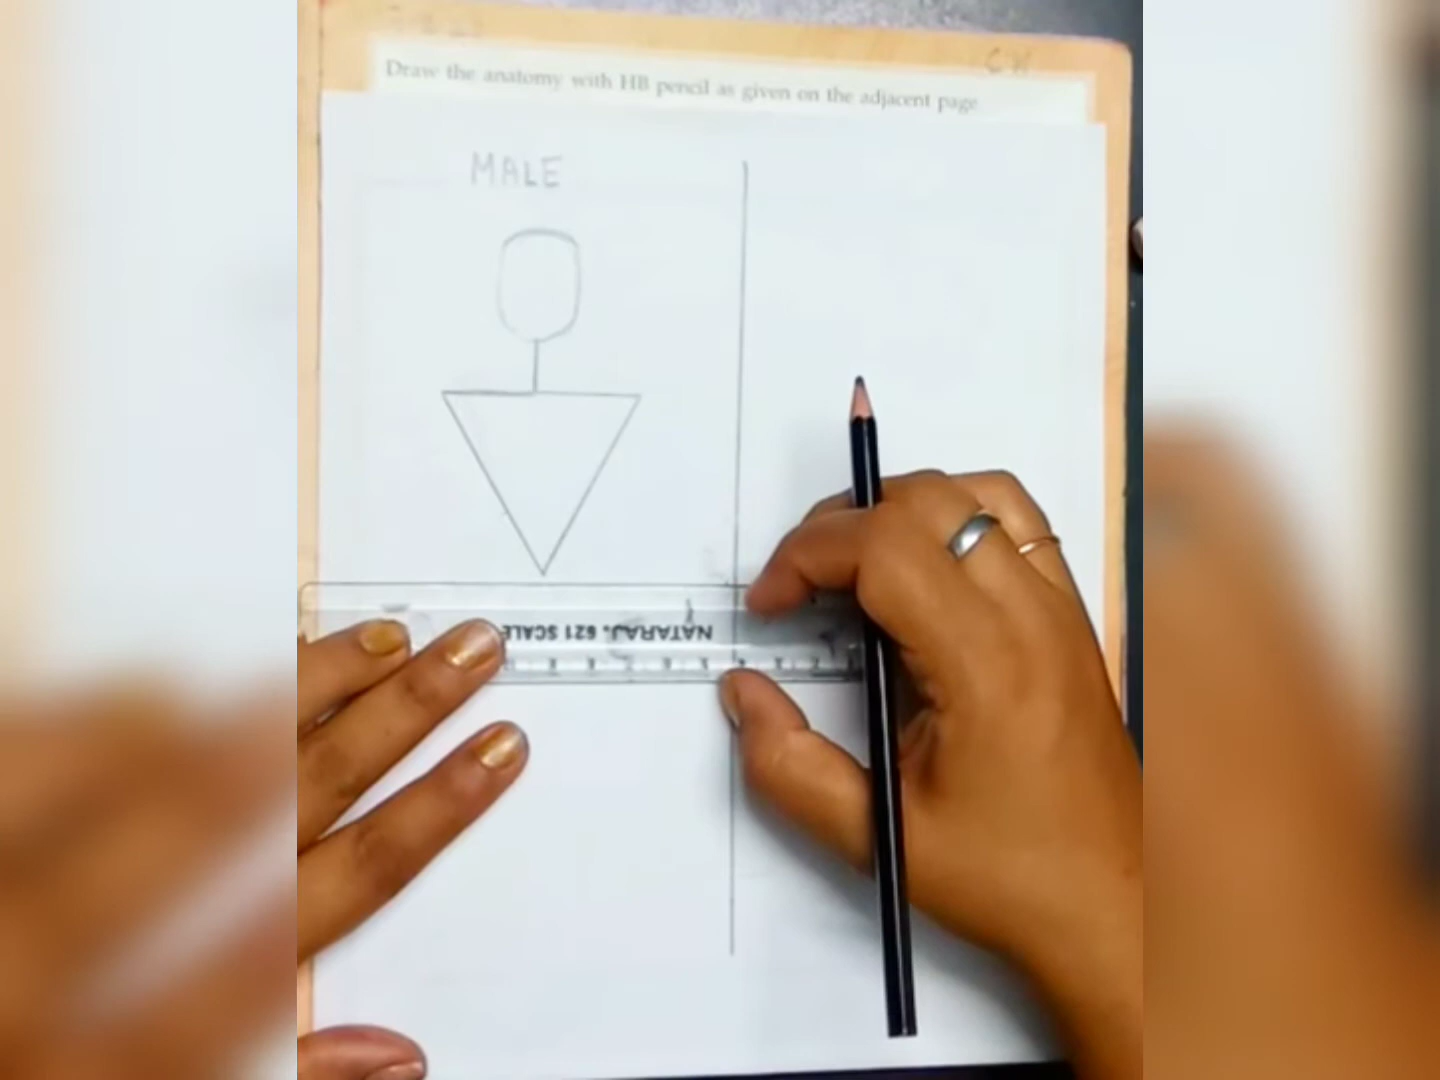 C W
Draw the anatomy with HB pencil as given on the adjacent page
MALE
NATARAJ. 621 SCALE